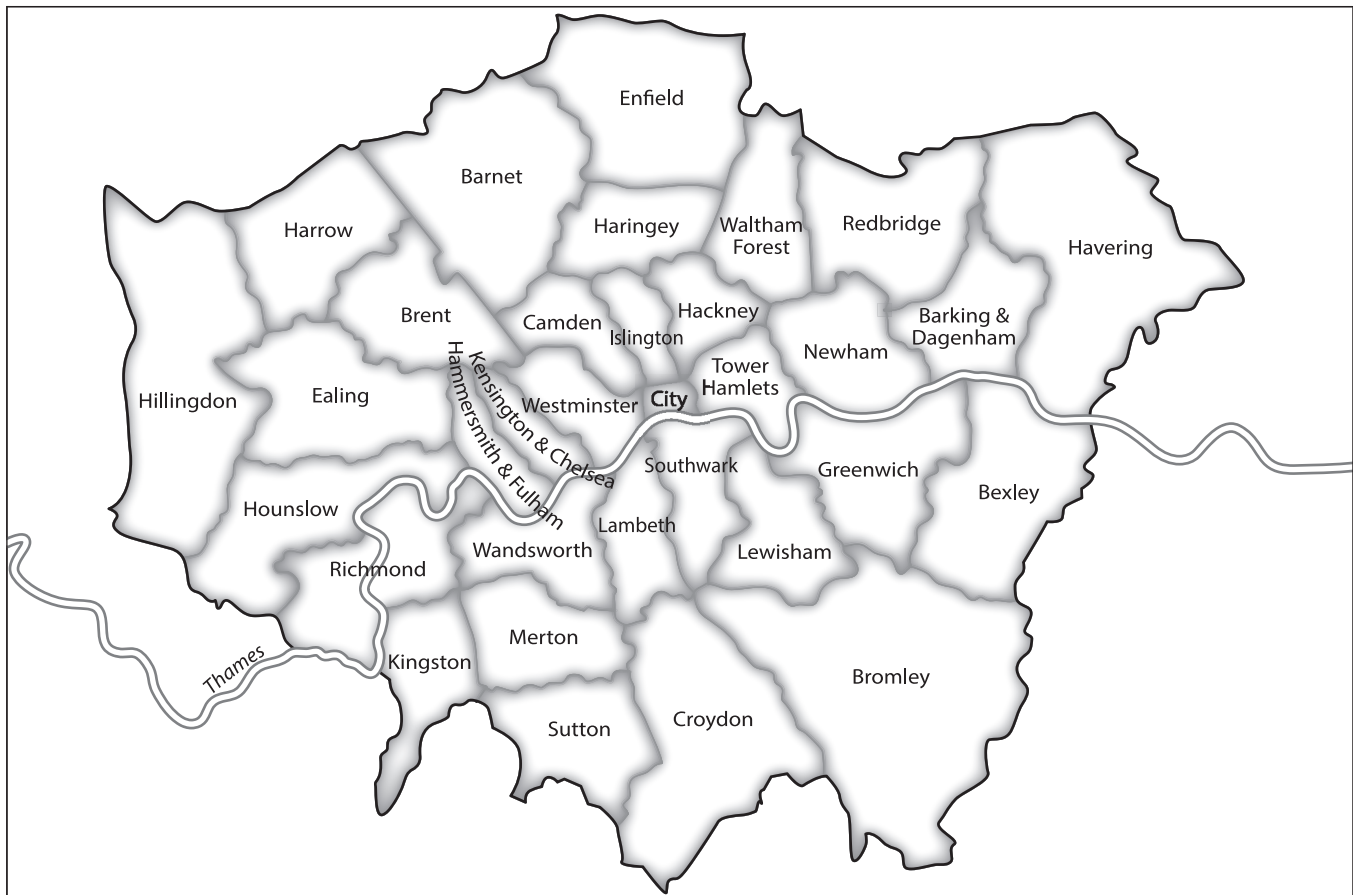 Enfield
Barnet
Harrow
Haringey
Waltham
Forest
Redbridge
Havering
Brent
Camden
Islington
Hackney
Newham
Barking &
Dagenham
Hillingdon
Ealing
Hammersmith & Fulham
Kensington & Chelsea
Westminster
City
Tower
Hamlets
Hounslow
Richmond
Wandsworth
Lambeth
Southwark
Lewisham
Greenwich
Bexley
Thames
Kingston
Merton
Sutton
Croydon
Bromley